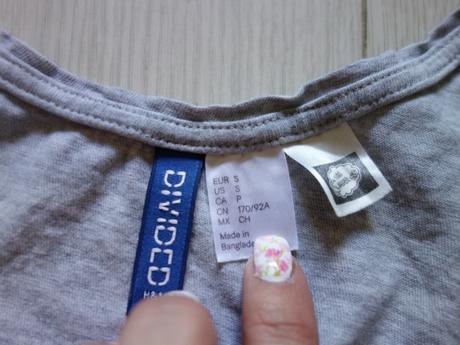 DIVIDED
H&
EUR S
US S
CA P
CN 170/92A
MX CH
Made in
Banglade